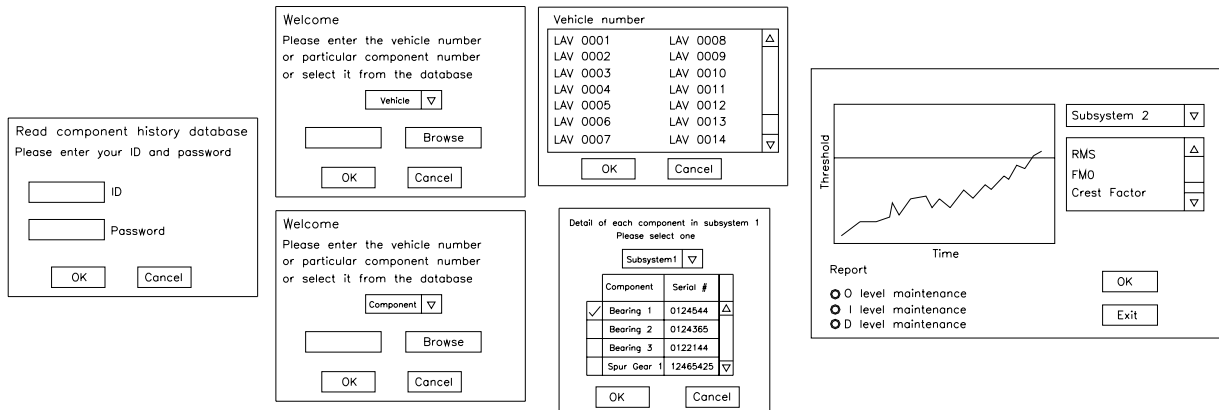 Read component history database
Please enter your ID and password
ID
Password
OK
Cancel
Welcome
Please enter the vehicle number
or particular component number
or select it from the database
Vehicle
Browse
OK
Cancel
Welcome
Please enter the vehicle number
or particular component number
or select it from the database
Component
Browse
OK
Cancel
Vehicle number
LAV 0001 LAV 0008
LAV 0002 LAV 0009
LAV 0003 LAV 0010
LAV 0004 LAV 0011
LAV 0005 LAV 0012
LAV 0006 LAV 0013
LAV 0007 LAV 0014
OK
Cancel
Detail of each component in subsystem 1
Please select one
Subsystem1
Component Serial #
Bearing 1 0124544
Bearing 2 0124365
Bearing 3 0122144
Spur Gear 1 12465425
OK
Cancel
Threshold
Time
Subsystem 2
RMS
FM0
Crest Factor
Report
O level maintenance
I level maintenance
D level maintenance
OK
Exit